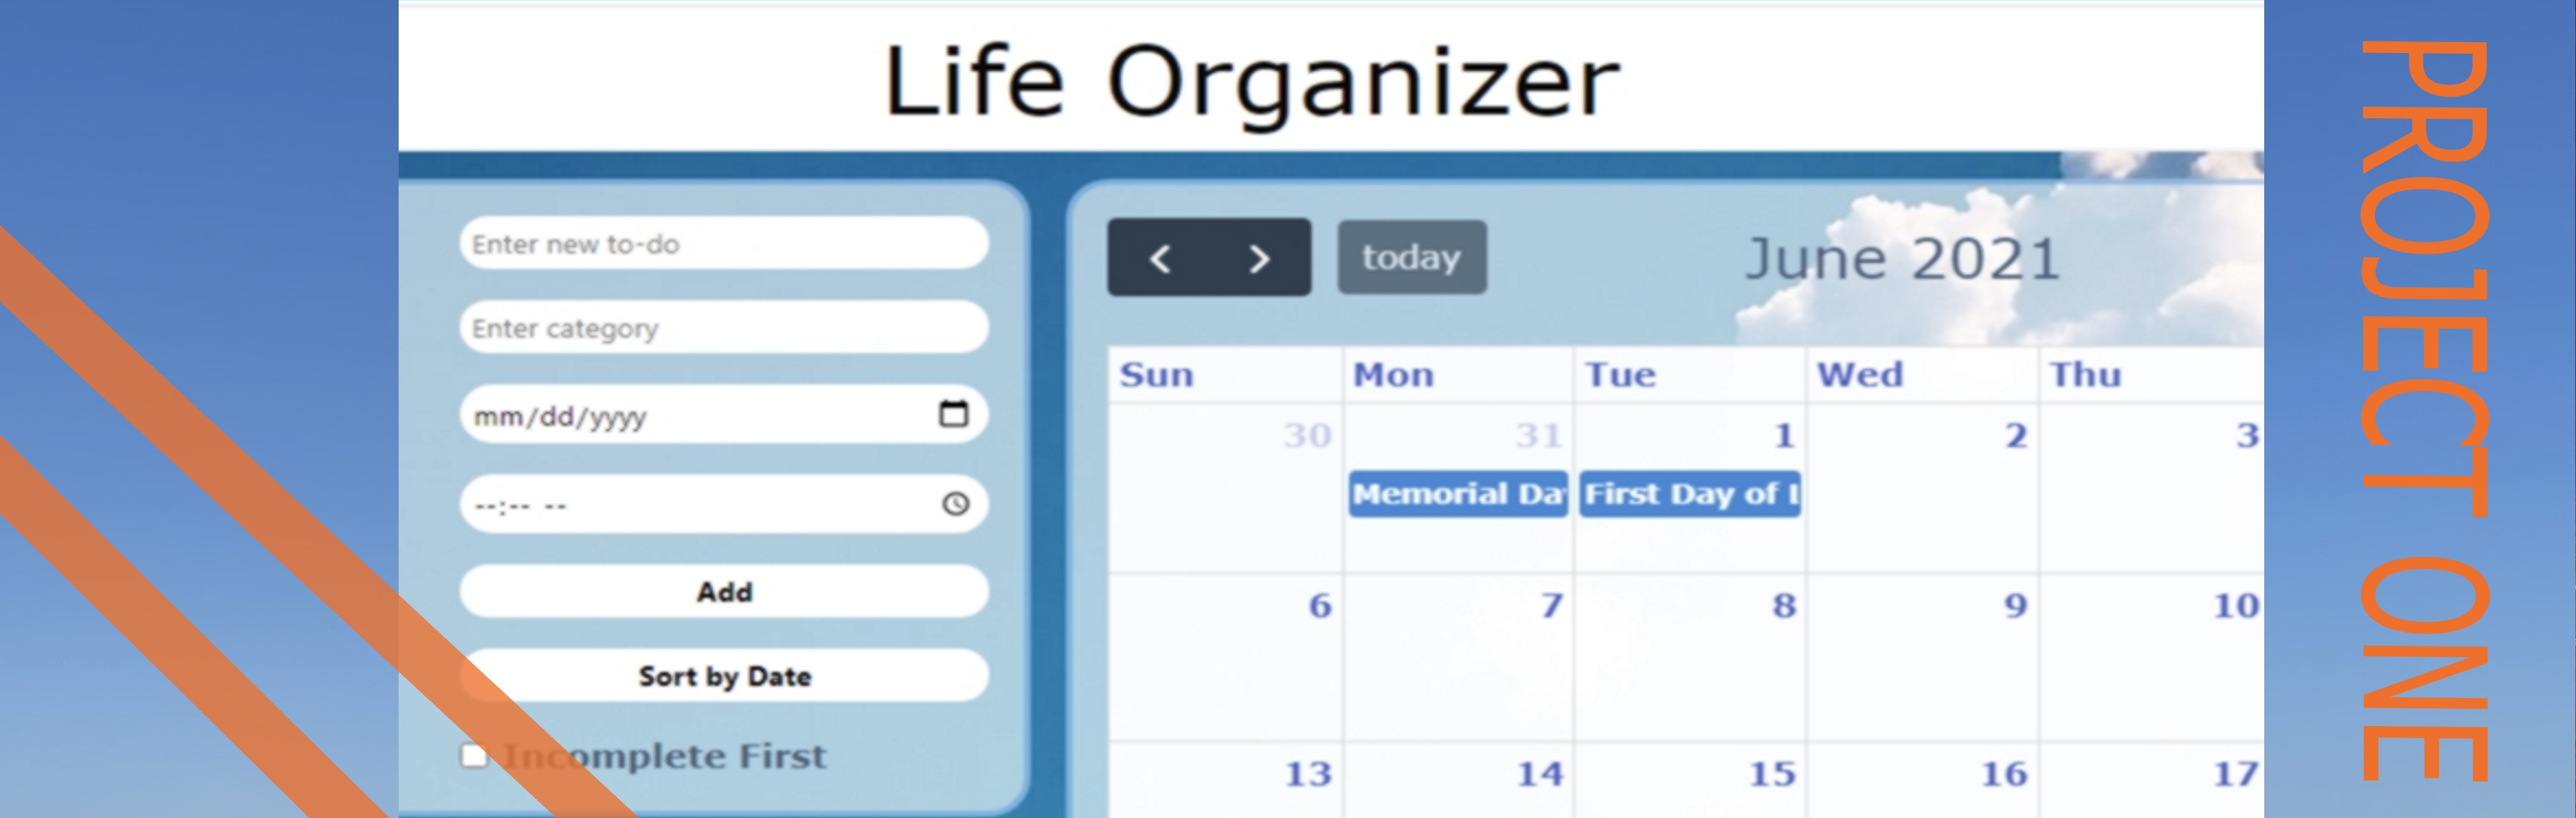 Life Organizer
Enter new to-do
Enter category
mm/dd/yyyy
--:-- --
Add
Sort by Date
Incomplete First
< > today June 2021
Sun Mon Tue Wed Thu
30 31 1 2 3
Memorial Da First Day of
6 7 8 9 10
13 14 15 16 17
PROJECT ONE